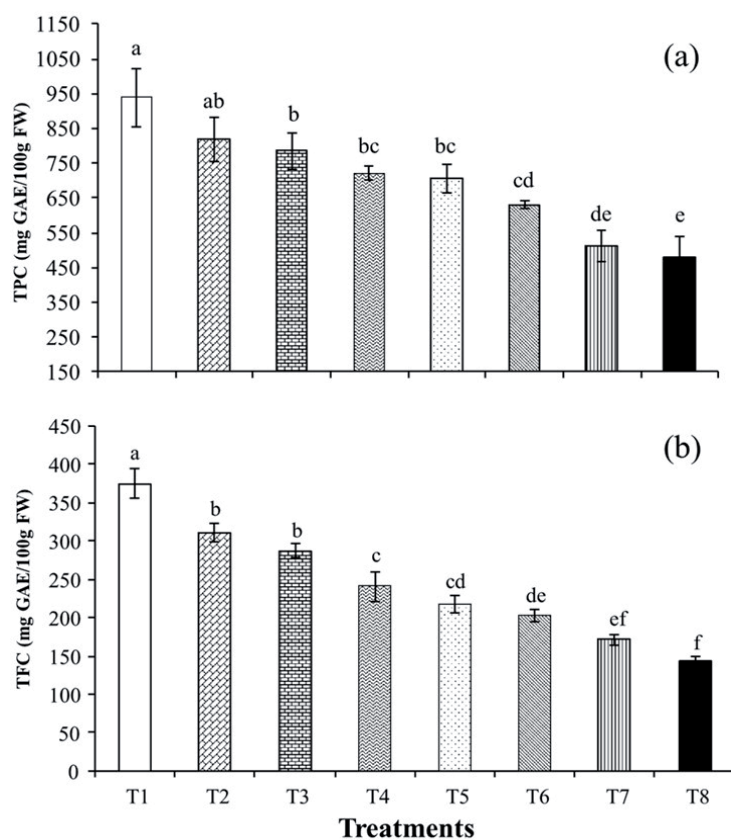 (a)
TPC (mg GAE/100g FW)
1150
1050
950
850
750
650
550
450
350
250
150
a
ab
b
bc
bc
cd
de
e
(b)
TFC (mg GAE/100g FW)
450
400
350
300
250
200
150
100
50
0
a
b
b
c
cd
de
ef
f
T1 T2 T3 T4 T5 T6 T7 T8
Treatments